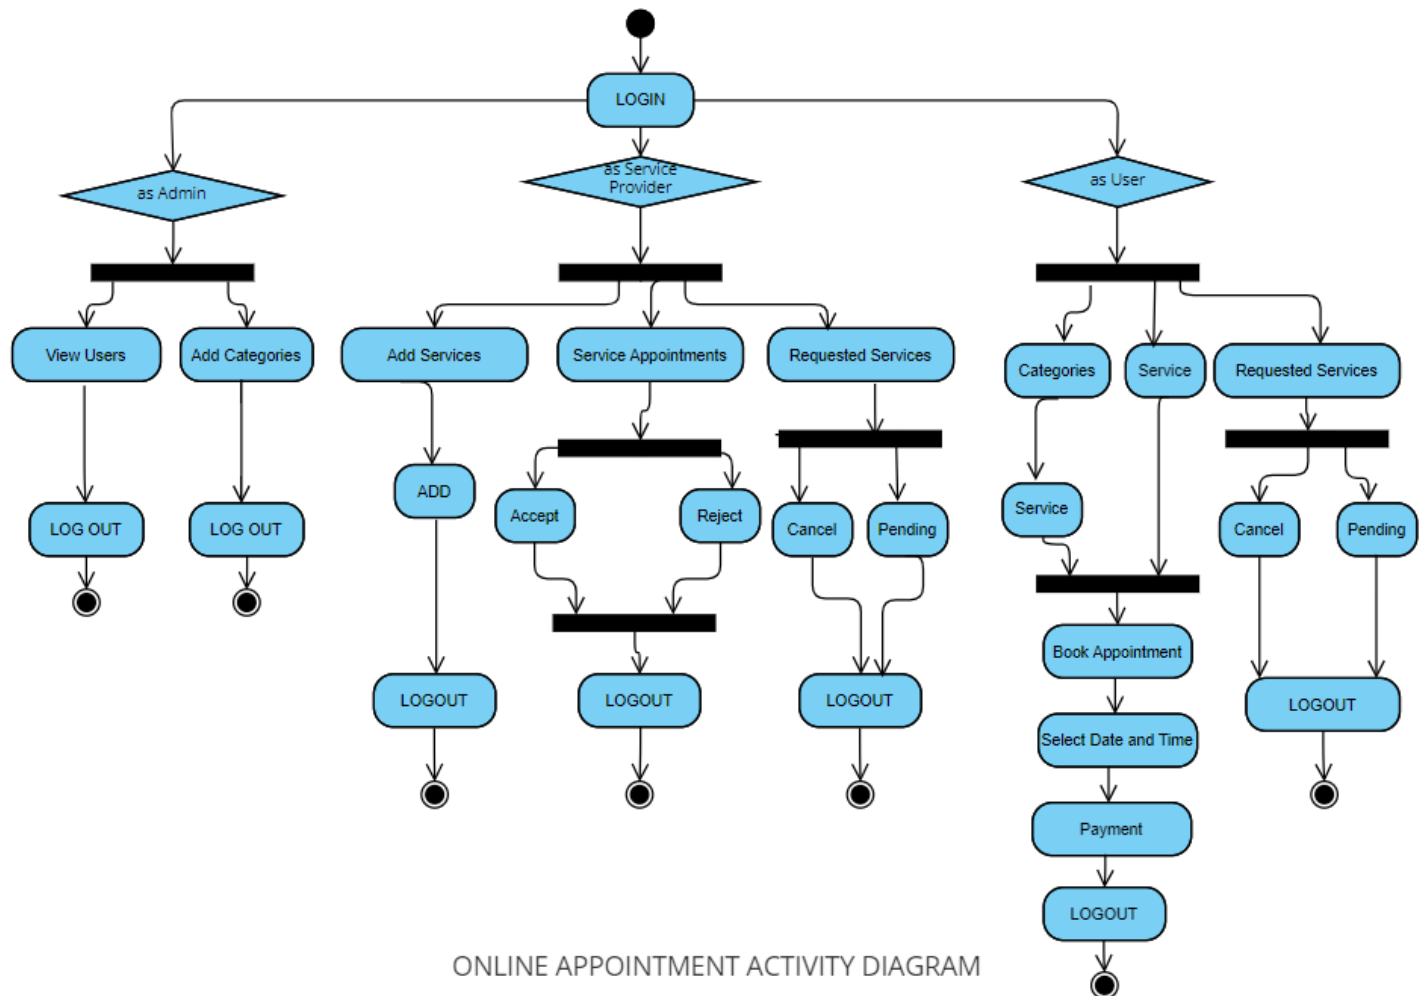 LOGIN
as Admin
as Service
Provider
as User
View Users
Add Categories
Add Services
Service Appointments
Requested Services
Categories
Service
Requested Services
ADD
Accept
Reject
Cancel
Pending
Service
Cancel
Pending
LOG OUT
LOG OUT
Book Appointment
LOGOUT
LOGOUT
LOGOUT
LOGOUT
Select Date and Time
Payment
LOGOUT
ONLINE APPOINTMENT ACTIVITY DIAGRAM